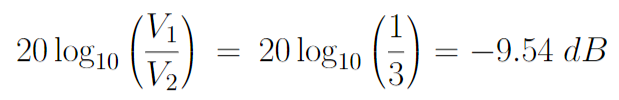 20 log₁₀ (V₁/V₂) = 20 log₁₀ (1/3) = −9.54 dB